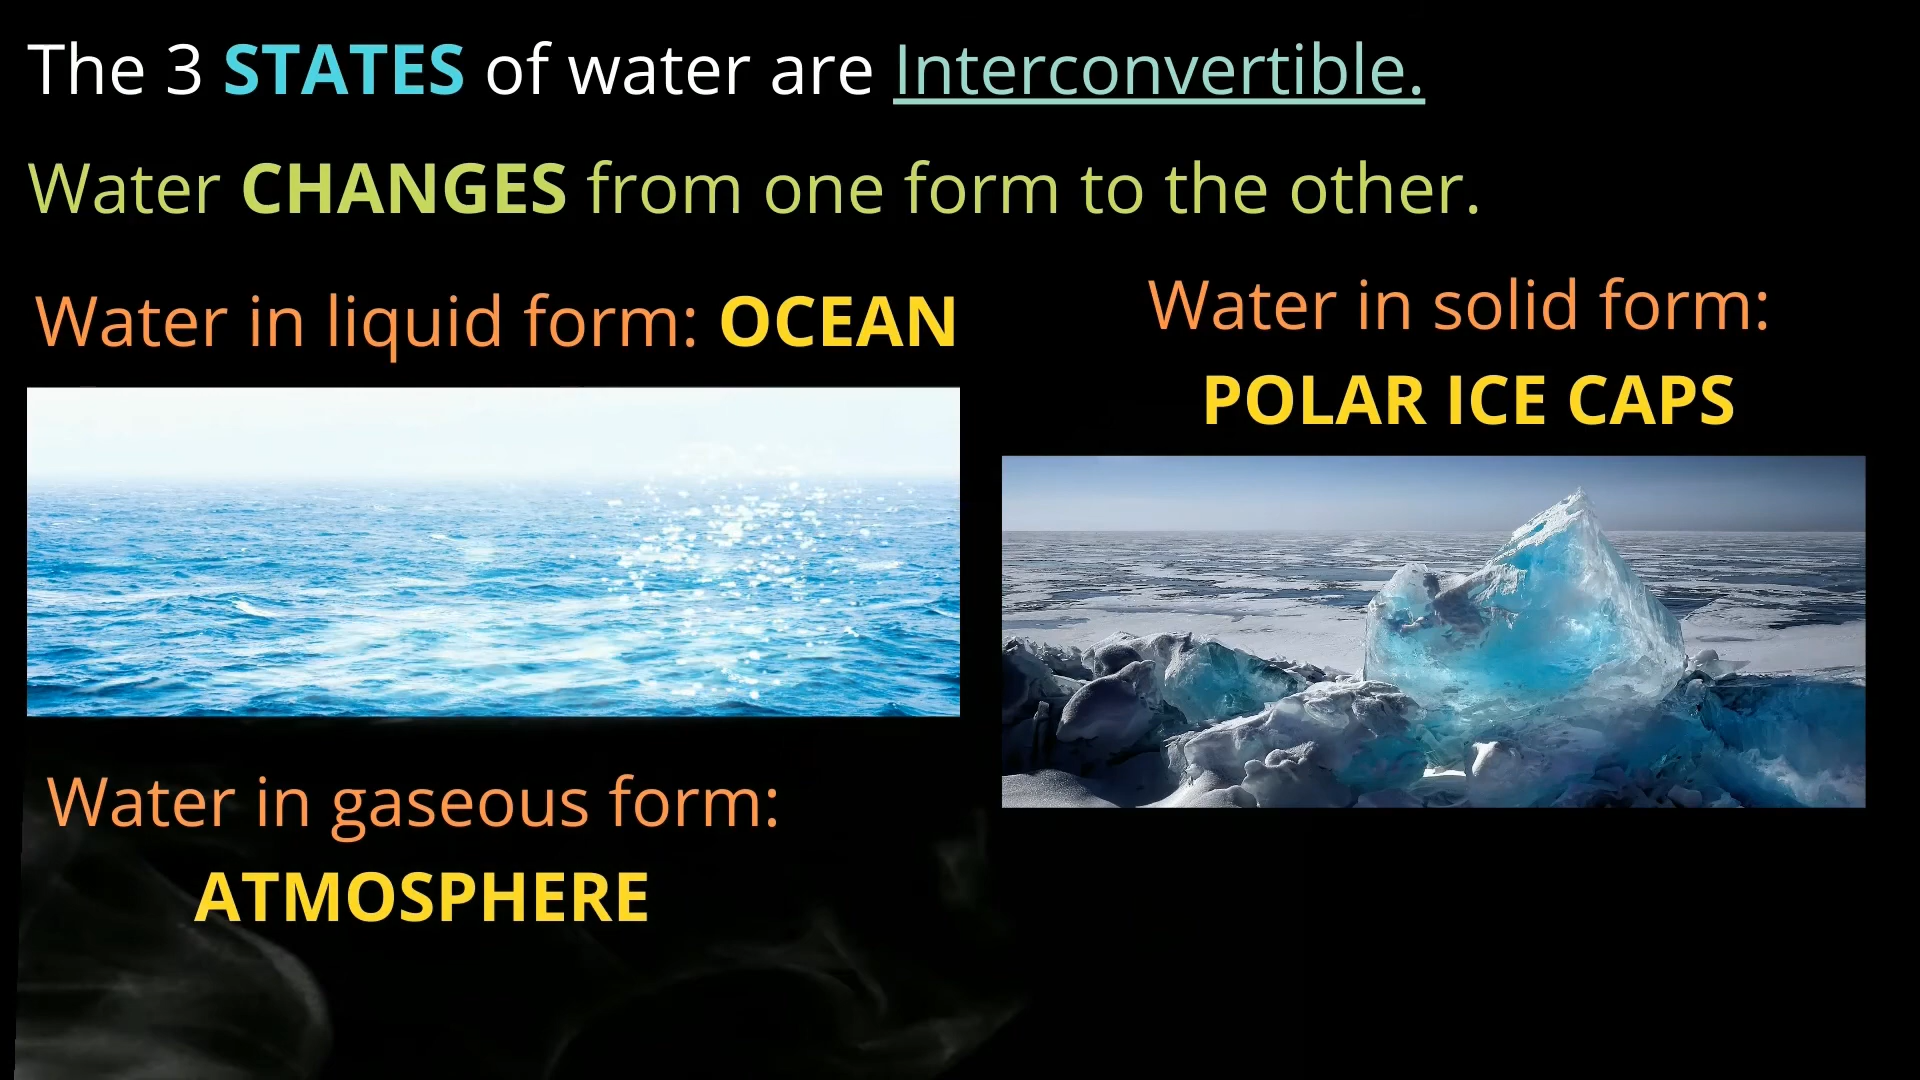 The 3 STATES of water are Interconvertible.
Water CHANGES from one form to the other.
Water in liquid form: OCEAN
Water in solid form:
POLAR ICE CAPS
Water in gaseous form:
ATMOSPHERE